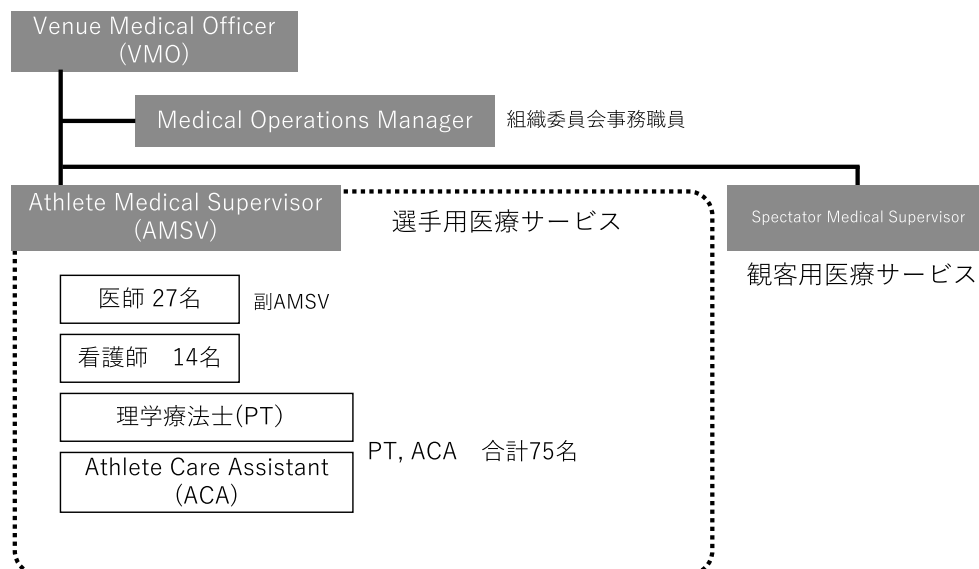 Venue Medical Officer
(VMO)
Medical Operations Manager
組織委員会事務職員
Athlete Medical Supervisor
(AMSV)
選手用医療サービス
Spectator Medical Supervisor
観客用医療サービス
医師 27名
副AMSV
看護師　14名
理学療法士(PT)
PT, ACA　合計75名
Athlete Care Assistant
(ACA)